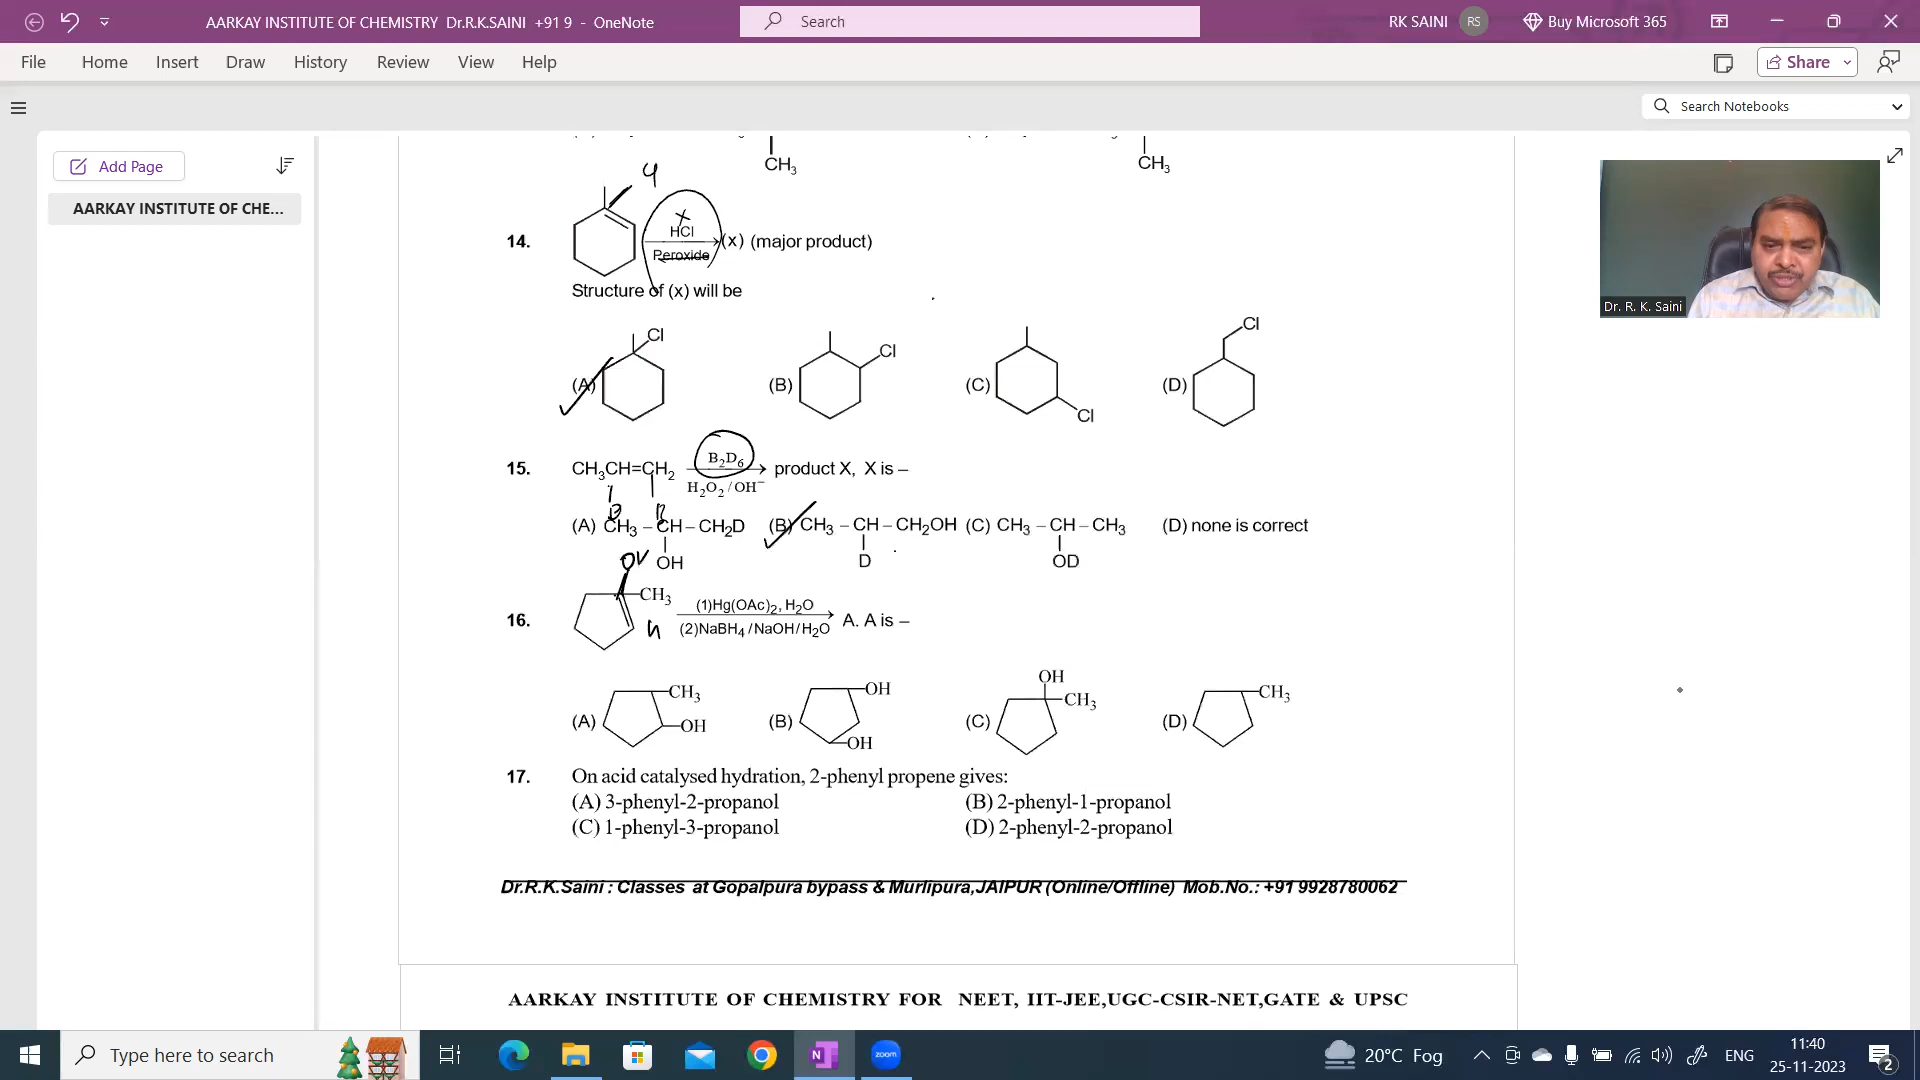 AARKAY INSTITUTE OF CHEMISTRY Dr.R.K.SAINI +91 9 - OneNote
Search
RK SAINI RS Buy Microsoft 365
File Home Insert Draw History Review View Help
Share
Search Notebooks
Add Page
AARKAY INSTITUTE OF CHE...
CH3 CH3
Dr. R. K. Saini
14. HCl Peroxide (x) (major product)
Structure of (x) will be
(A) Cl (B) Cl (C) Cl (D) Cl
15. CH3CH=CH2 B2D6 H2O2/OH– product X, X is –
(A) CH3 – CH – CH2D (B) CH3 – CH – CH2OH (C) CH3 – CH – CH3 (D) none is correct
OH D OD
16. CH3 (1)Hg(OAc)2, H2O (2)NaBH4/NaOH/H2O A. A is –
(A) CH3 OH (B) OH OH (C) OH CH3 (D) CH3
17. On acid catalysed hydration, 2-phenyl propene gives:
(A) 3-phenyl-2-propanol (B) 2-phenyl-1-propanol
(C) 1-phenyl-3-propanol (D) 2-phenyl-2-propanol
Dr.R.K.Saini : Classes at Gopalpura bypass & Murlipura,JAIPUR (Online/Offline) Mob.No.: +91 9928780062
AARKAY INSTITUTE OF CHEMISTRY FOR NEET, IIT-JEE,UGC-CSIR-NET,GATE & UPSC
Type here to search
zoom
20°C Fog
ENG
11:40
25-11-2023
2